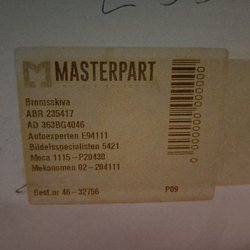 MASTERPART
Bromsskiva
ABR 235417
AD 363BG4046
Autoexperten E94111
Bildelsspecialisten 5421
Meca 1115-P20430
Mekonomen 02-204111
Best.nr 46-32756 P09